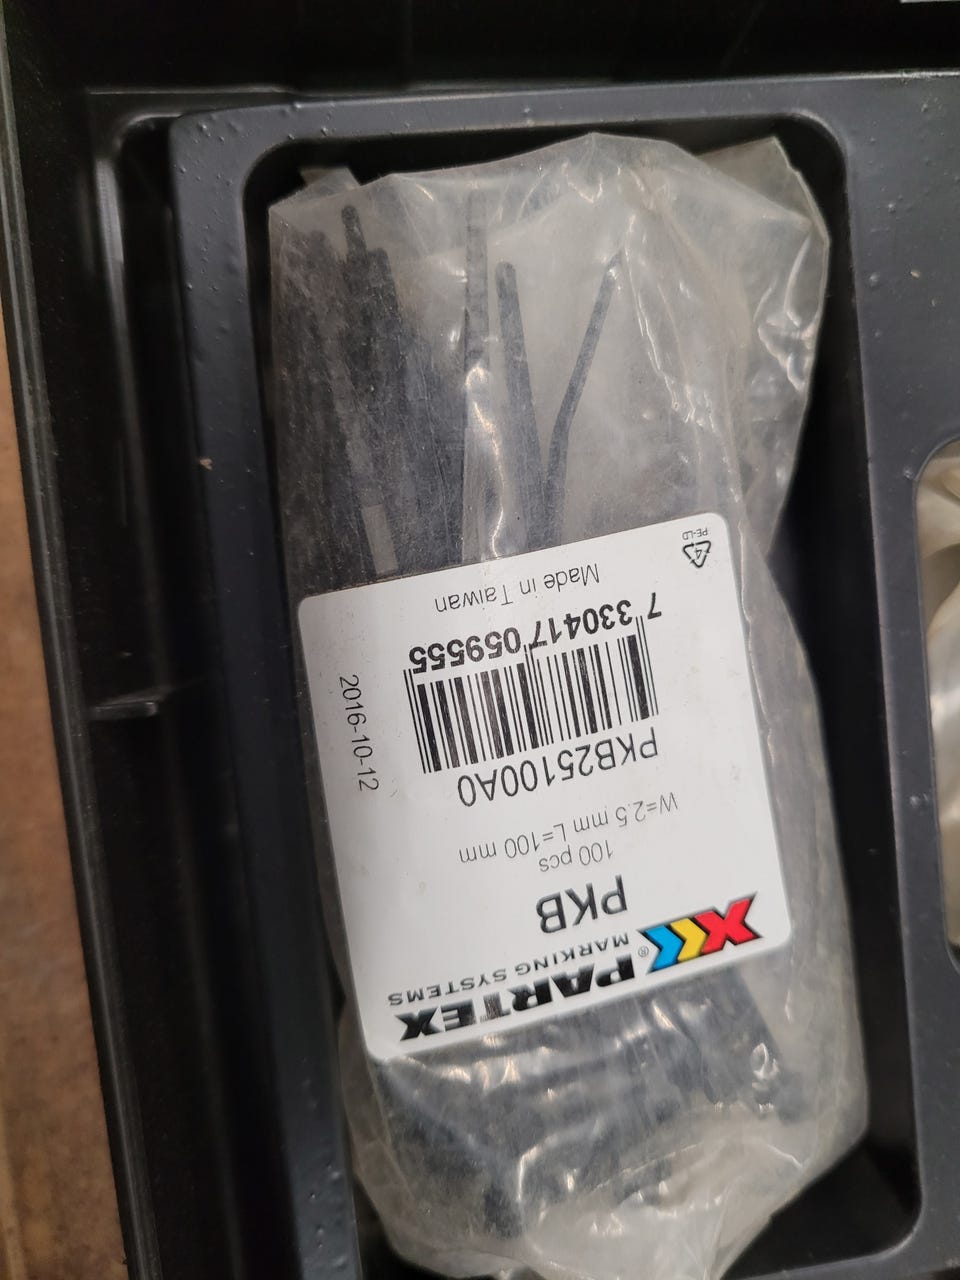 PARTEX
MARKING SYSTEMS®
PKB
100 pcs
W=2.5 mm L=100 mm
PKB25100A0
7 330417 059555
Made in Taiwan
4
PE-LD
2016-10-12